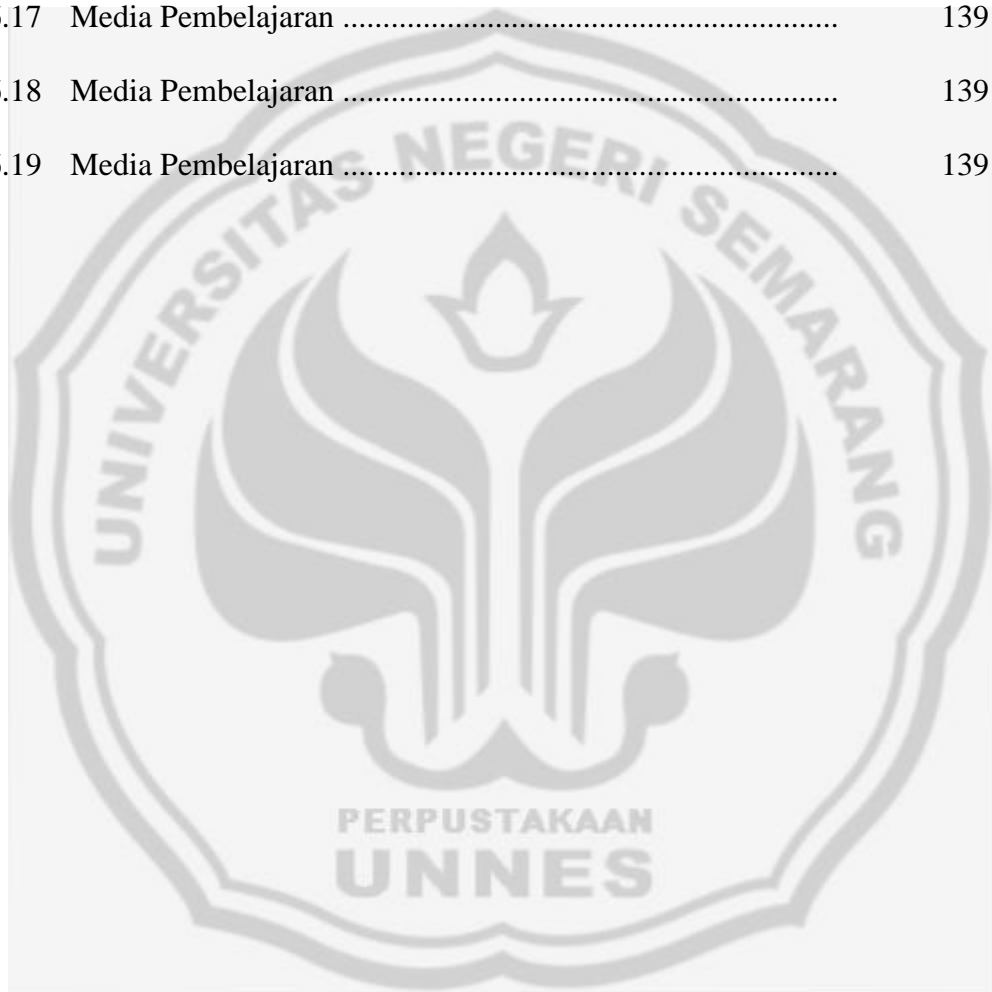 .17 Media Pembelajaran .............................................................. 139
.18 Media Pembelajaran .............................................................. 139
.19 Media Pembelajaran .............................................................. 139
UNIVERSITAS NEGERI SEMARANG
PERPUSTAKAAN
UNNES